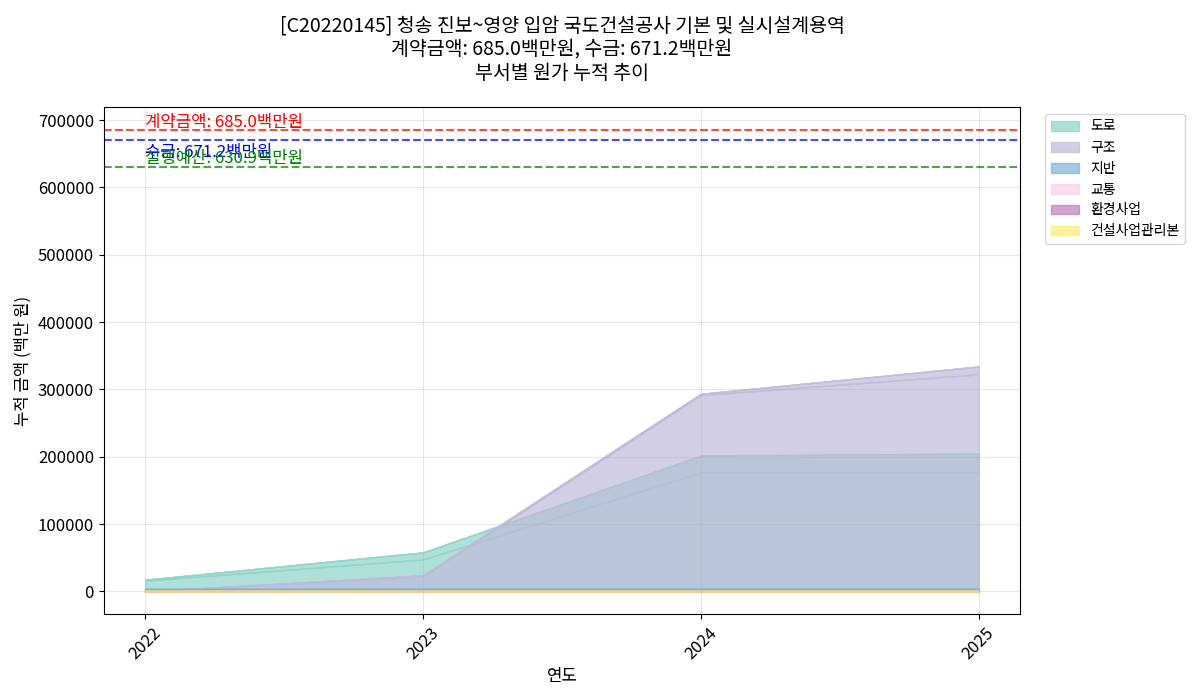 [C20220145] 청송 진보~영양 입암 국도건설공사 기본 및 실시설계용역
계약금액: 685.0백만원, 수금: 671.2백만원
부서별 원가 누적 추이
700000
600000
500000
400000
300000
200000
100000
0
누적 금액 (백만 원)
계약금액: 685.0백만원
수금: 671.2백만원
실행예산: 630.9백만원
2022
2023
2024
2025
연도
도로
구조
지반
교통
환경사업
건설사업관리본